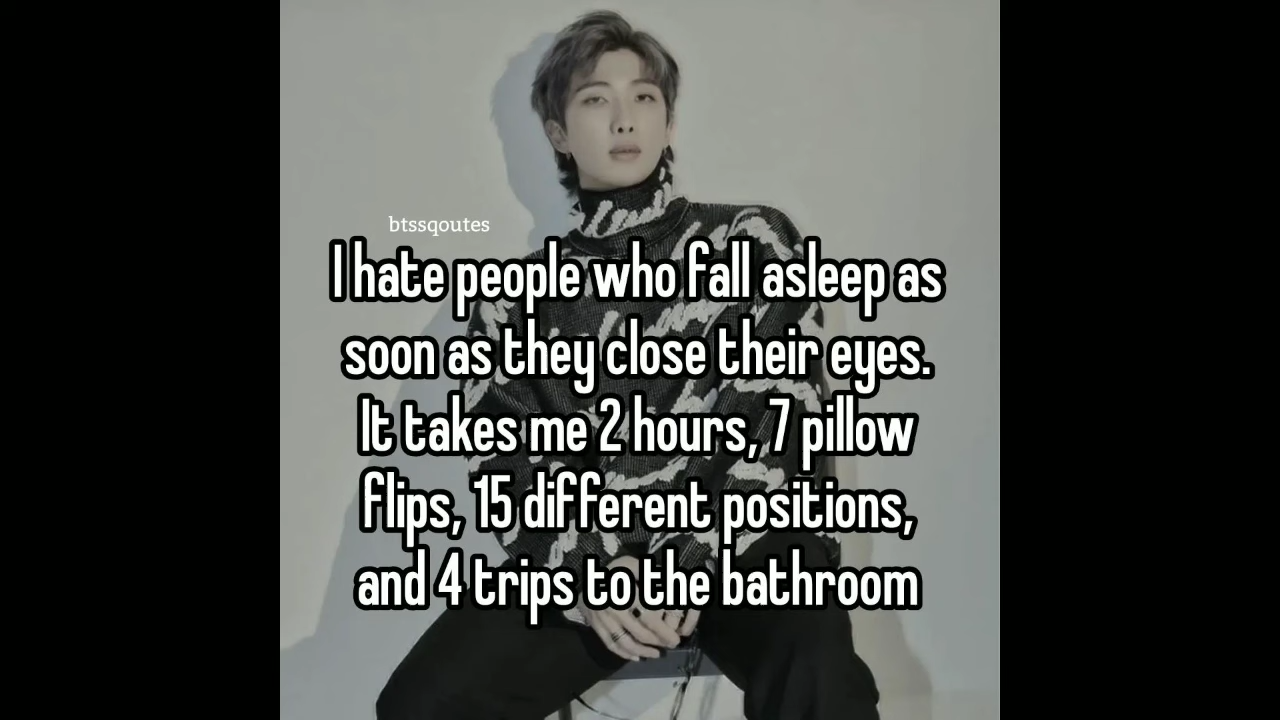 btssqoutes
I hate people who fall asleep as
soon as they close their eyes.
It takes me 2 hours, 7 pillow
flips, 15 different positions,
and 4 trips to the bathroom